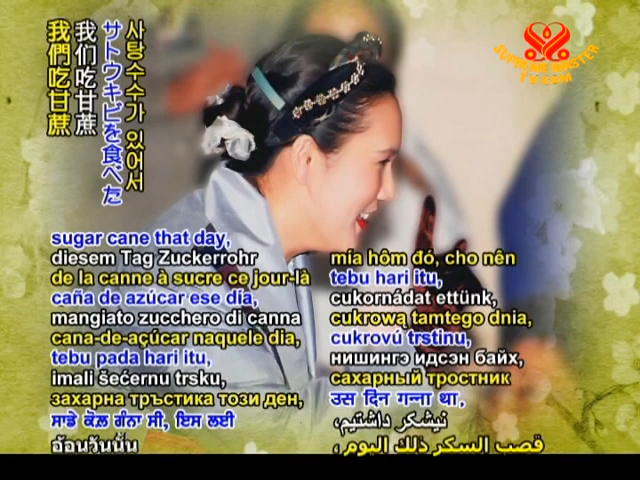 我們吃甘蔗
我们吃甘蔗
サトウキビを食べた
사탕수수가 있어서
SUPREME MASTER
TV.COM
sugar cane that day,
diesem Tag Zuckerrohr
de la canne à sucre ce jour-là
caña de azúcar ese día,
mangiato zucchero di canna
cana-de-açúcar naquele dia,
tebu pada hari itu,
imali šećernu trsku,
захарна тръстика този ден,
ਸਾਡੇ ਕੋਲ਼ ਗੰਨਾ ਸੀ, ਇਸ ਲਈ
อ้อยวันนั้น
mía hôm đó, cho nên
tebu hari itu,
cukornádat ettünk,
cukrową tamtego dnia,
cukrovú trstinu,
нишингэ идсэн байх,
сахарный тростник
उस दिन गन्ना था,
نیشکر داشتیم،
قصب السكر ذلك اليوم،